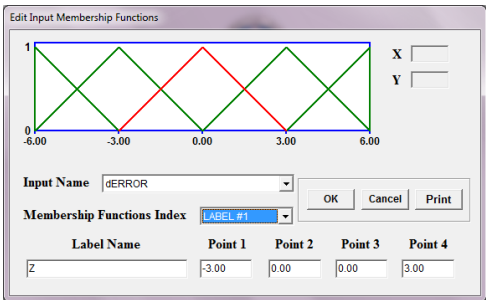 Edit Input Membership Functions
1
0
-6.00 -3.00 0.00 3.00 6.00
X
Y
Input Name dERROR
OK Cancel Print
Membership Functions Index LABEL #1
Label Name Point 1 Point 2 Point 3 Point 4
Z -3.00 0.00 0.00 3.00